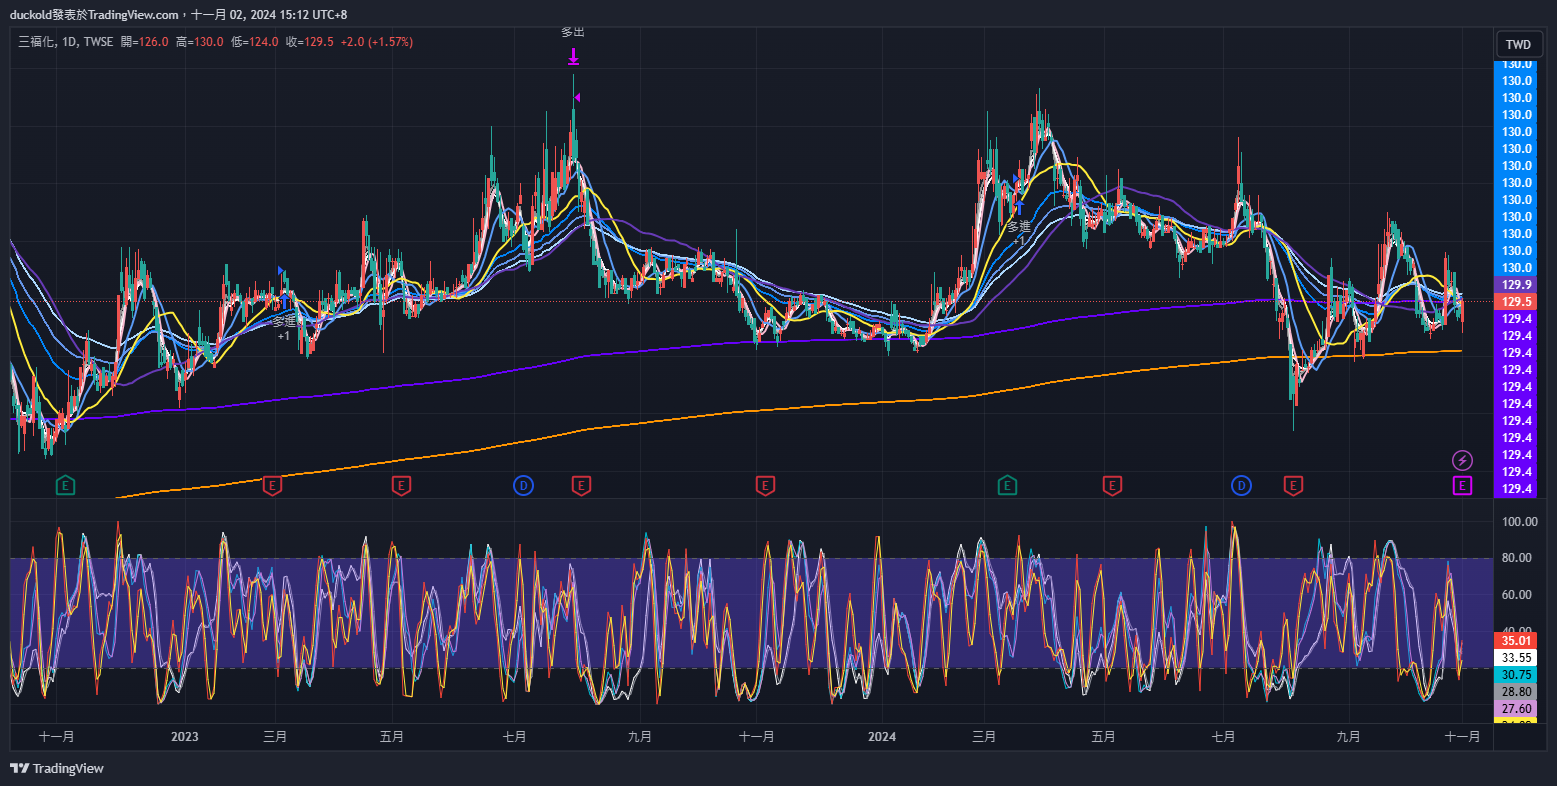 duckold發表於TradingView.com，十一月 02, 2024 15:12 UTC+8
三福化, 1D, TWSE 開=126.0 高=130.0 低=124.0 收=129.5 +2.0 (+1.57%)
多出
TWD
130.0
130.0
130.0
130.0
130.0
130.0
130.0
130.0
130.0
130.0
130.0
130.0
130.0
129.9
129.5
129.4
129.4
129.4
129.4
129.4
129.4
129.4
129.4
129.4
129.4
129.4
多進
+1
多進
+1
E
E
E
D
E
E
E
E
D
E
E
100.00
80.00
60.00
40.00
35.01
33.55
30.75
28.80
27.60
十一月
2023
三月
五月
七月
九月
十一月
2024
三月
五月
七月
九月
十一月
TradingView